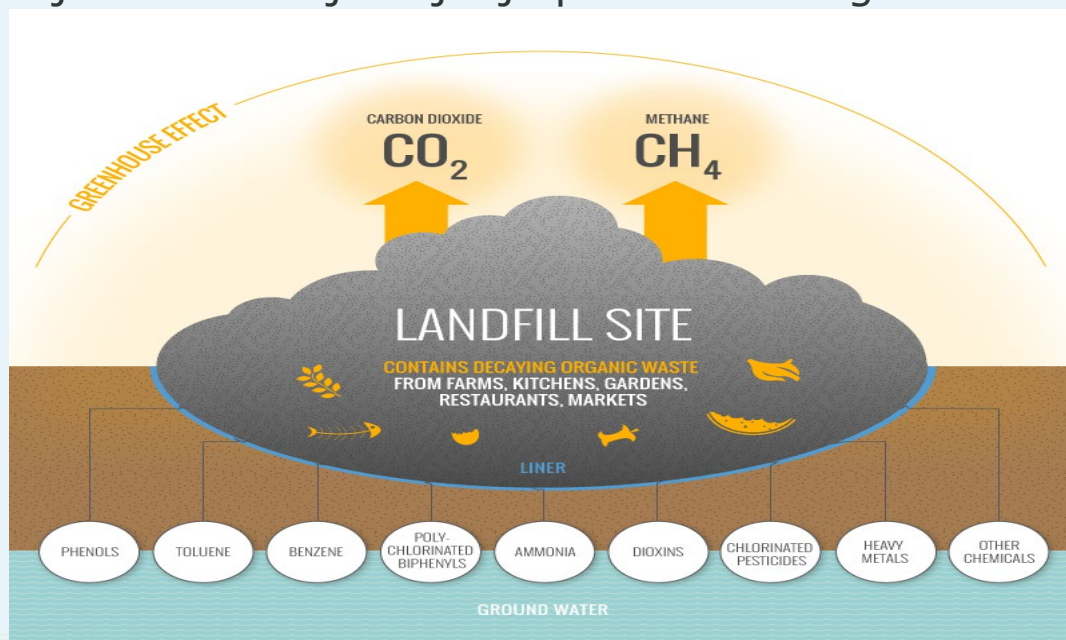 GREENHOUSE EFFECT
CARBON DIOXIDE
CO2
METHANE
CH4
LANDFILL SITE
CONTAINS DECAYING ORGANIC WASTE
FROM FARMS, KITCHENS, GARDENS,
RESTAURANTS, MARKETS
LINER
PHENOLS
TOLUENE
BENZENE
POLY-
CHLORINATED
BIPHENYLS
AMMONIA
DIOXINS
CHLORINATED
PESTICIDES
HEAVY
METALS
OTHER
CHEMICALS
GROUND WATER